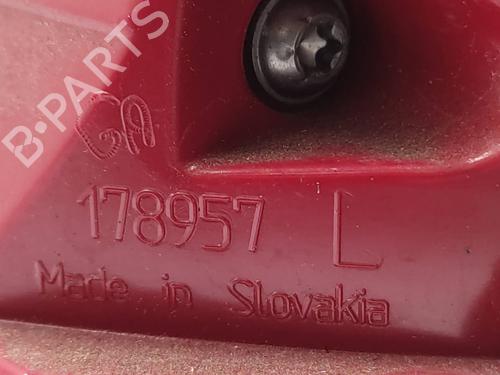 B-PARTS
GA
178957 L
Made in Slovakia